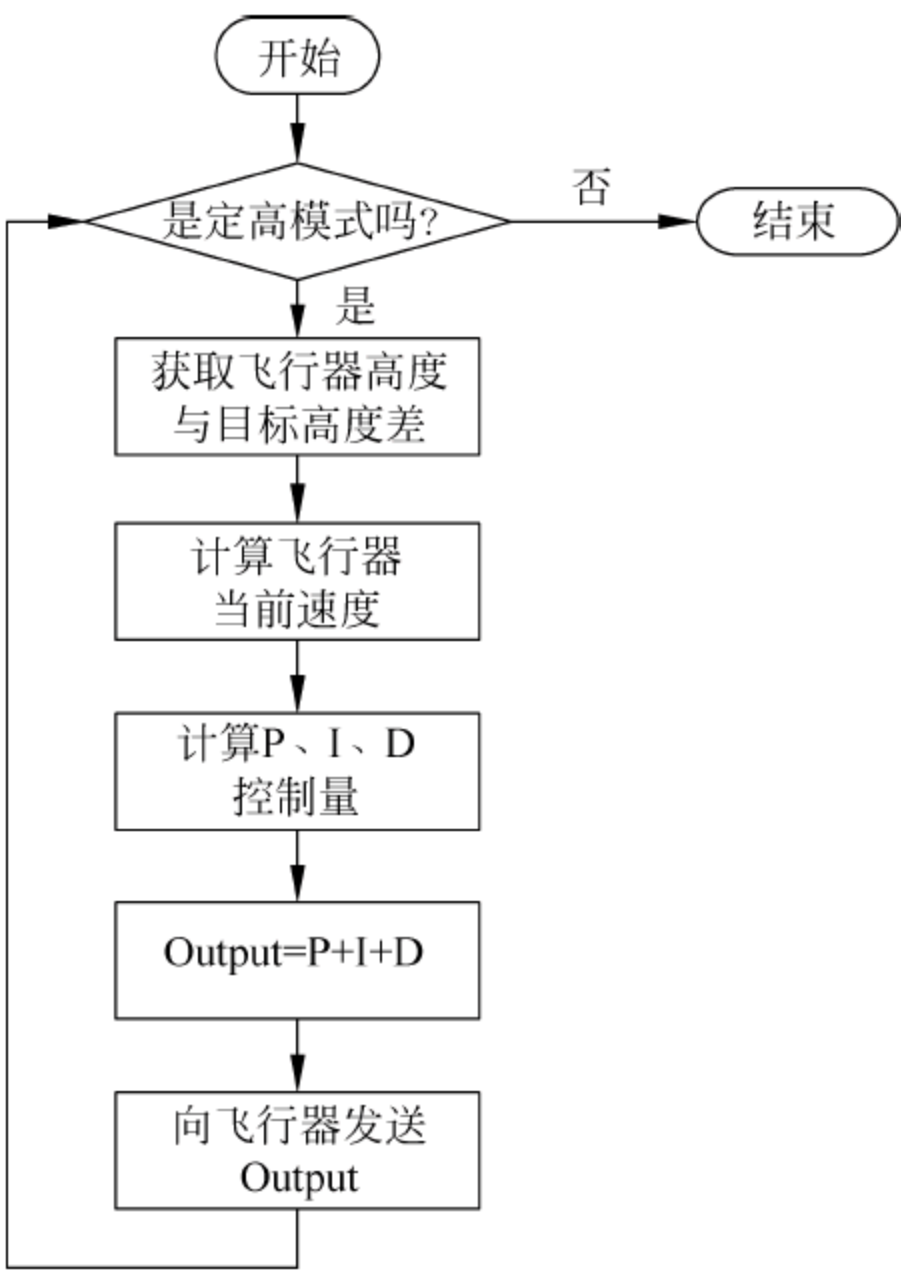 开始
是定高模式吗?
否
结束
是
获取飞行器高度
与目标高度差
计算飞行器
当前速度
计算P、I、D
控制量
Output=P+I+D
向飞行器发送
Output